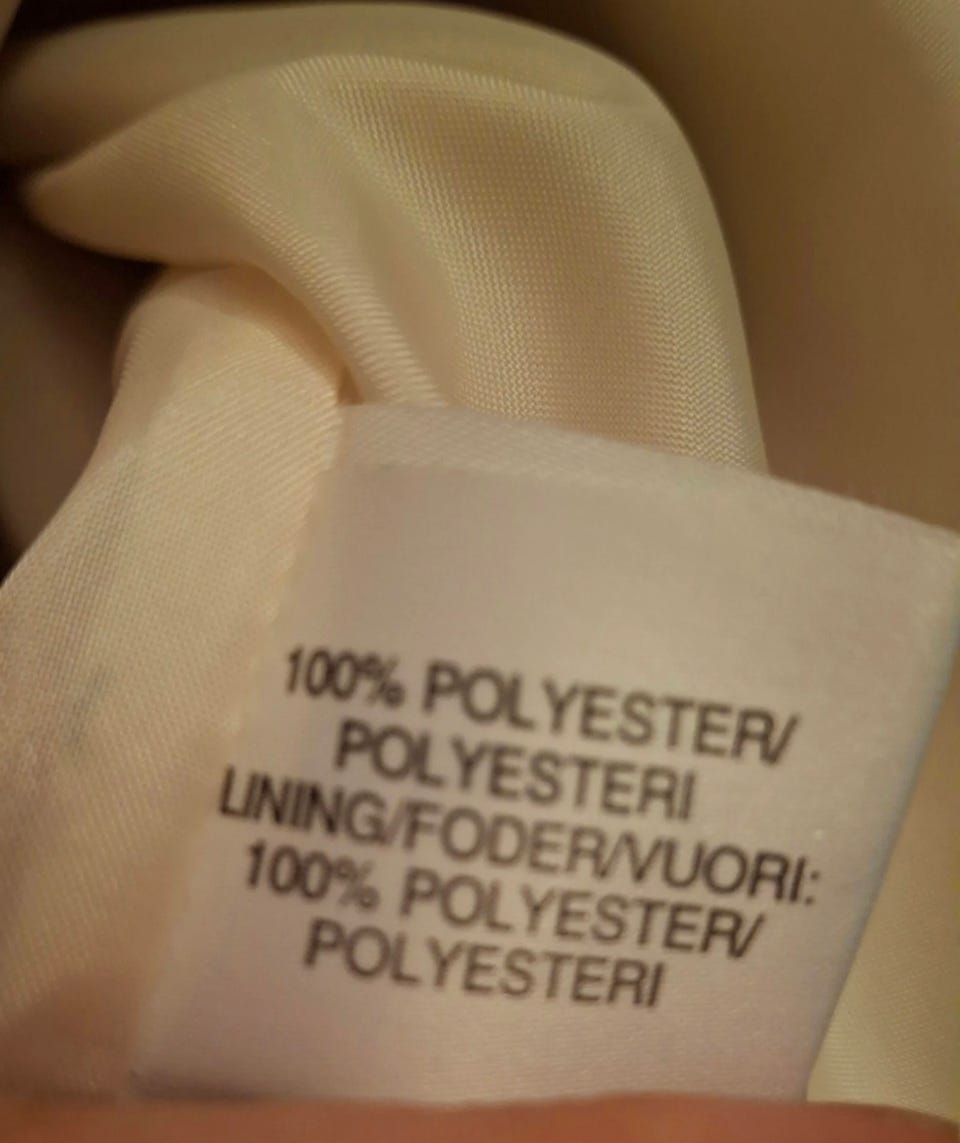 100% POLYESTER/
POLYESTERI
LINING/FODER/VUORI:
100% POLYESTER/
POLYESTERI